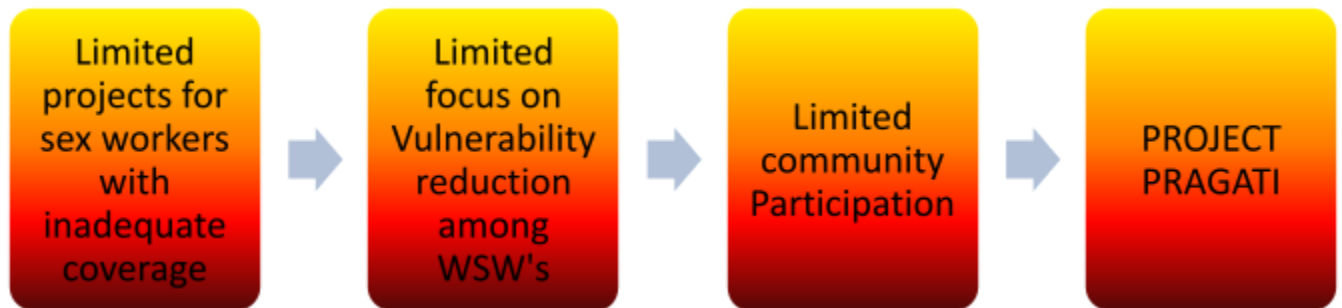 Limited
projects for
sex workers
with
inadequate
coverage
Limited
focus on
Vulnerability
reduction
among
WSW's
Limited
community
Participation
PROJECT
PRAGATI